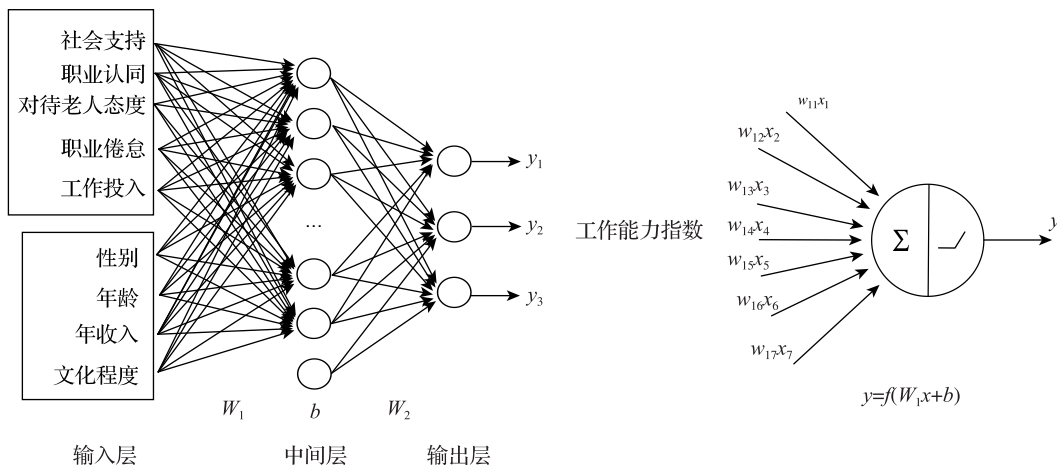 社会支持
职业认同
对待老人态度
职业倦怠
工作投入
性别
年龄
年收入
文化程度
...
y₁
y₂
y₃
W₁
b
W₂
输入层
中间层
输出层
工作能力指数
w₁₁x₁
w₁₂x₂
w₁₃x₃
w₁₄x₄
w₁₅x₅
w₁₆x₆
w₁₇x₇
Σ
y
y=f(W₁x+b)